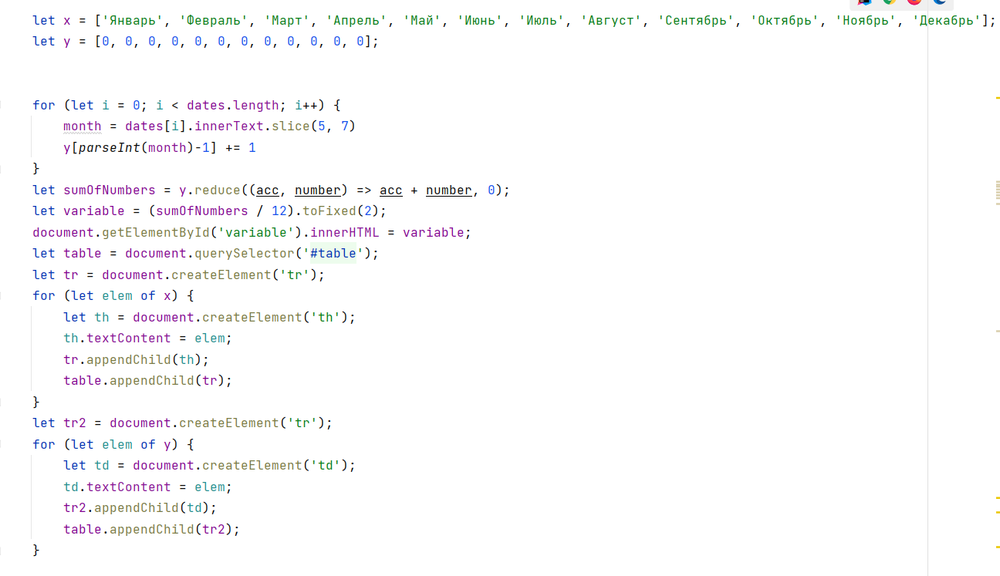 let x = ['Январь', 'Февраль', 'Март', 'Апрель', 'Май', 'Июнь', 'Июль', 'Август', 'Сентябрь', 'Октябрь', 'Ноябрь', 'Декабрь'];
let y = [0, 0, 0, 0, 0, 0, 0, 0, 0, 0, 0, 0];
for (let i = 0; i < dates.length; i++) {
    month = dates[i].innerText.slice(5, 7)
    y[parseInt(month)-1] += 1
}
let sumOfNumbers = y.reduce((acc, number) => acc + number, 0);
let variable = (sumOfNumbers / 12).toFixed(2);
document.getElementById('variable').innerHTML = variable;
let table = document.querySelector('#table');
let tr = document.createElement('tr');
for (let elem of x) {
    let th = document.createElement('th');
    th.textContent = elem;
    tr.appendChild(th);
    table.appendChild(tr);
}
let tr2 = document.createElement('tr');
for (let elem of y) {
    let td = document.createElement('td');
    td.textContent = elem;
    tr2.appendChild(td);
    table.appendChild(tr2);
}